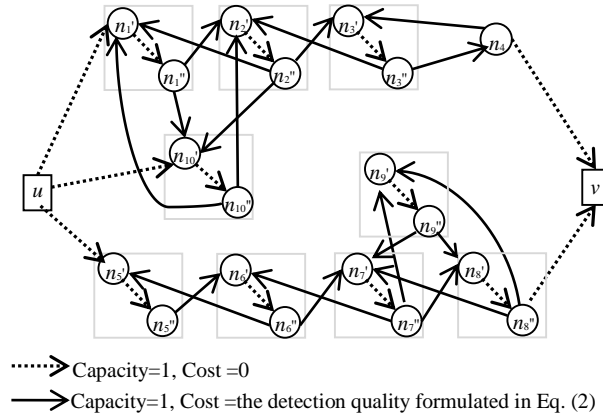 n1' n2' n3' n4
n1" n2" n3"
n10' n9'
u v
n10" n9"
n5' n6' n7' n8'
n5" n6" n7" n8"
Capacity=1, Cost =0
Capacity=1, Cost =the detection quality formulated in Eq. (2)